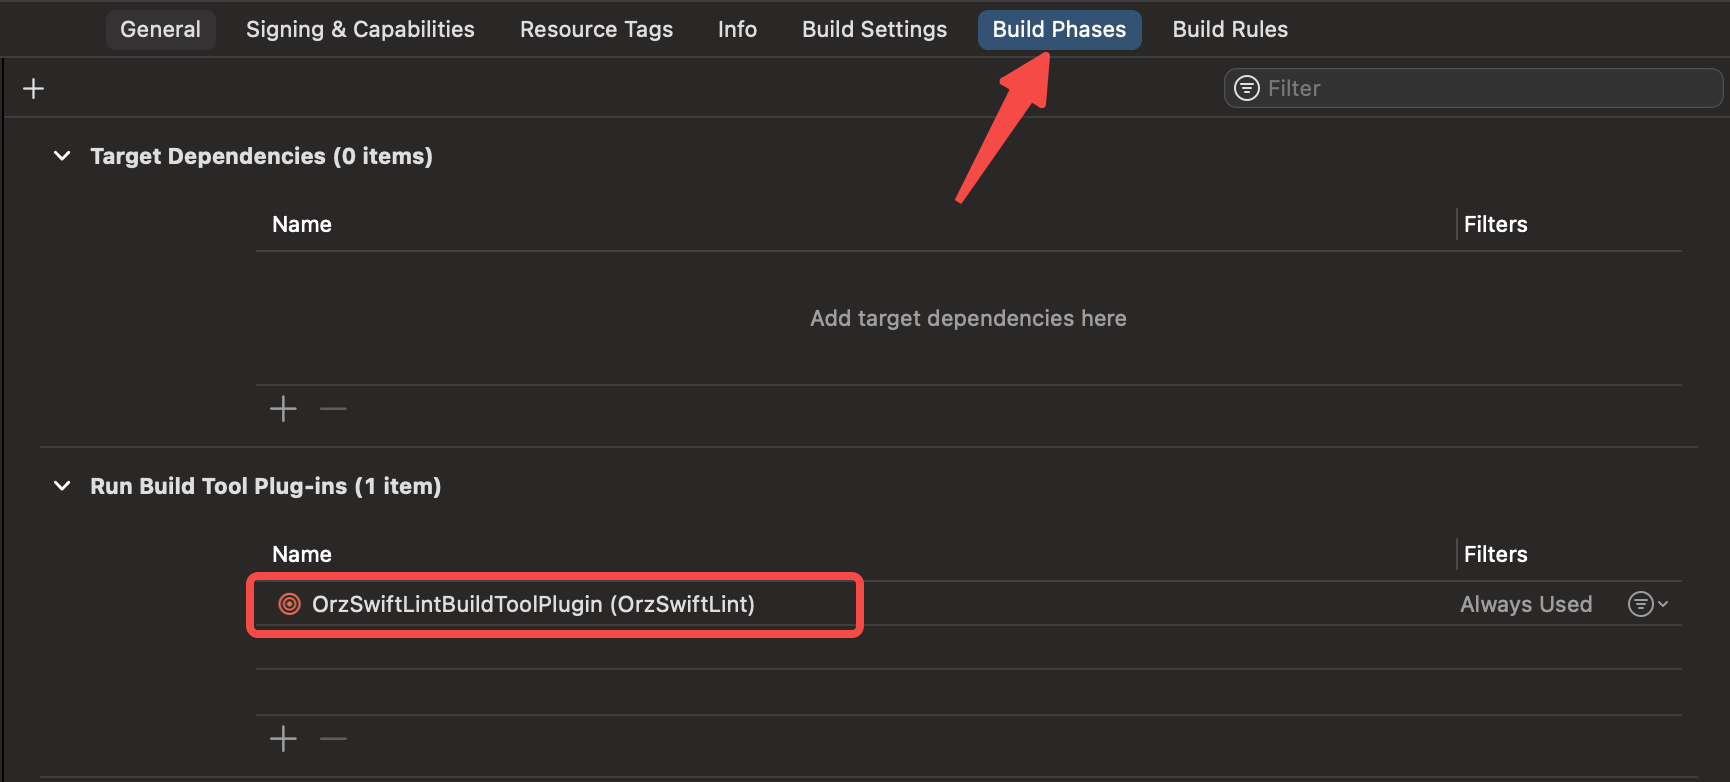 General Signing & Capabilities Resource Tags Info Build Settings Build Phases Build Rules
Filter
Target Dependencies (0 items)
Name Filters
Add target dependencies here
Run Build Tool Plug-ins (1 item)
Name Filters
OrzSwiftLintBuildToolPlugin (OrzSwiftLint) Always Used